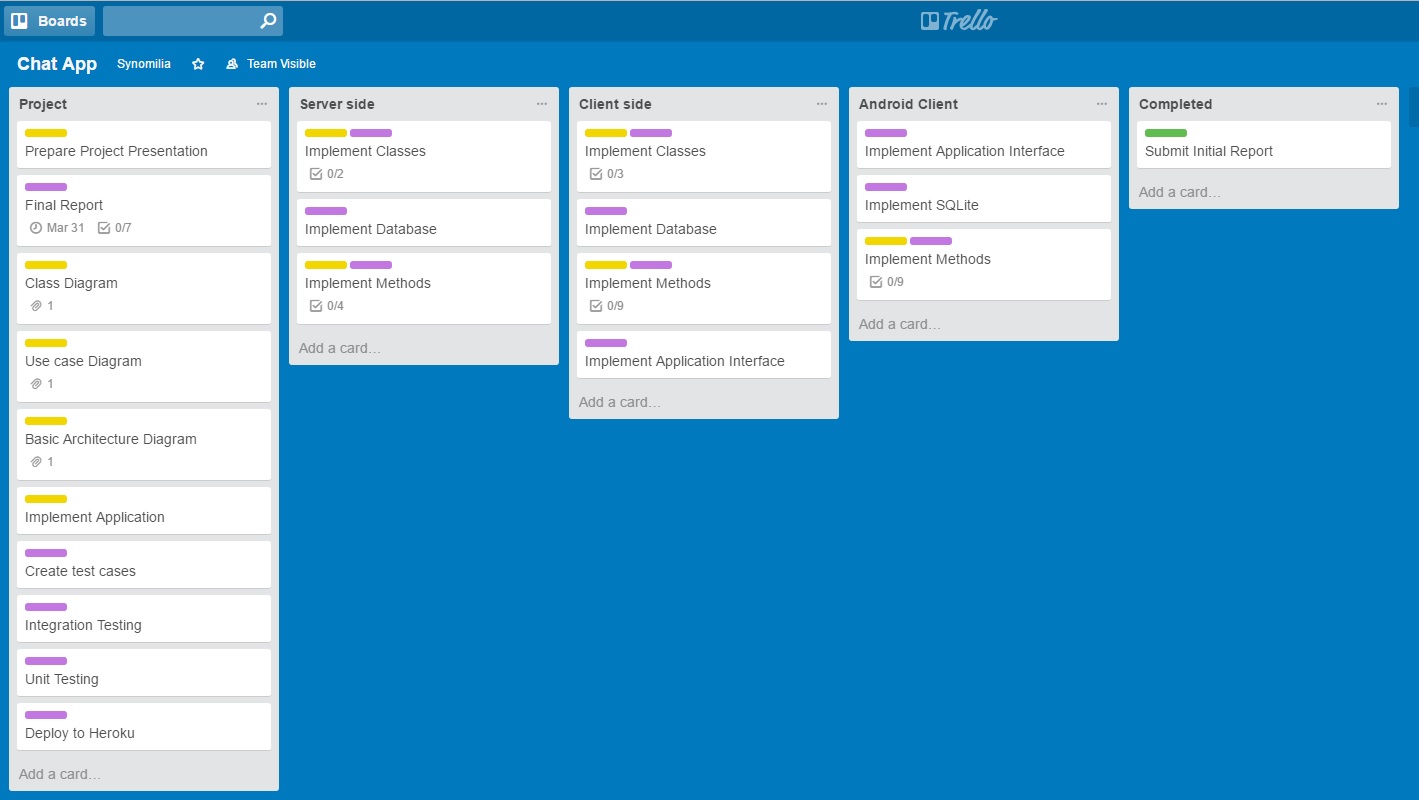 Boards
Trello
Chat App Synomilia Team Visible
Project
Prepare Project Presentation
Final Report
Mar 31 0/7
Class Diagram
1
Use case Diagram
1
Basic Architecture Diagram
1
Implement Application
Create test cases
Integration Testing
Unit Testing
Deploy to Heroku
Add a card…
Server side
Implement Classes
0/2
Implement Database
Implement Methods
0/4
Add a card…
Client side
Implement Classes
0/3
Implement Database
Implement Methods
0/9
Implement Application Interface
Add a card…
Android Client
Implement Application Interface
Implement SQLite
Implement Methods
0/9
Add a card…
Completed
Submit Initial Report
Add a card…